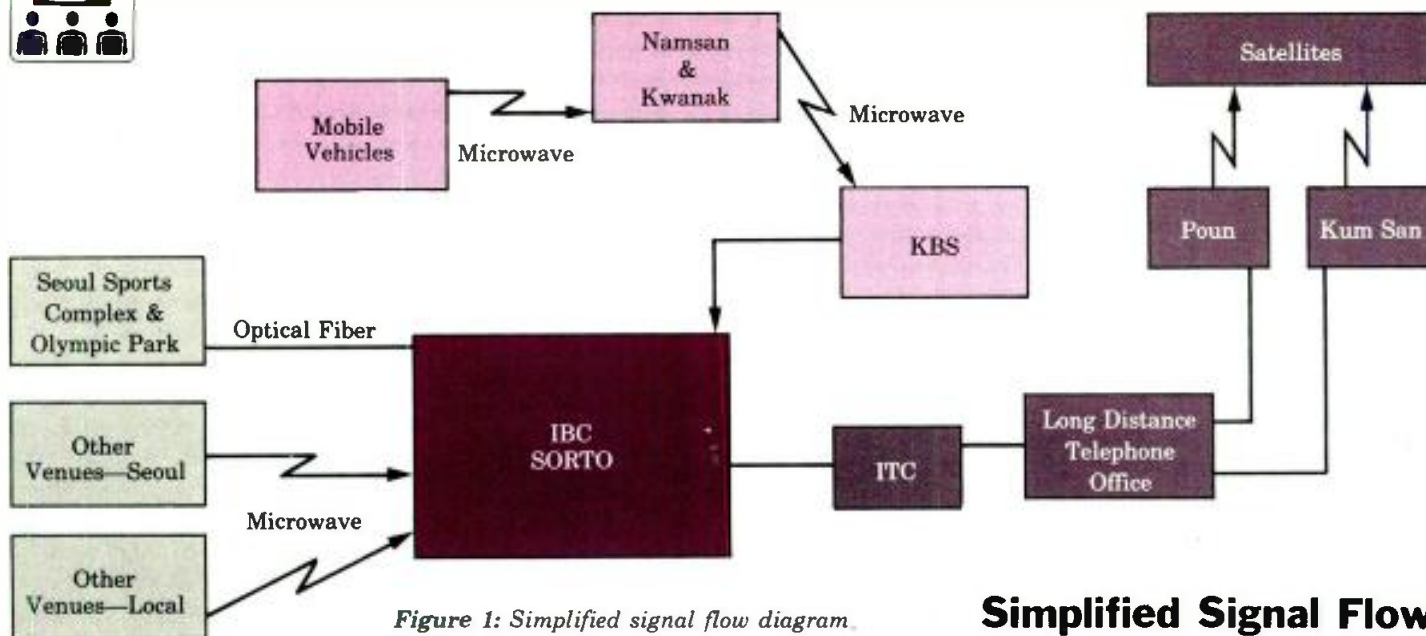 Namsan
&
Kwanak
Satellites
Mobile
Vehicles
Microwave
Microwave
KBS
Poun
Kum San
Seoul Sports
Complex &
Olympic Park
Optical Fiber
Other
Venues—Seoul
IBC
SORTO
ITC
Long Distance
Telephone
Office
Microwave
Other
Venues—Local
Figure 1: Simplified signal flow diagram
Simplified Signal Flow